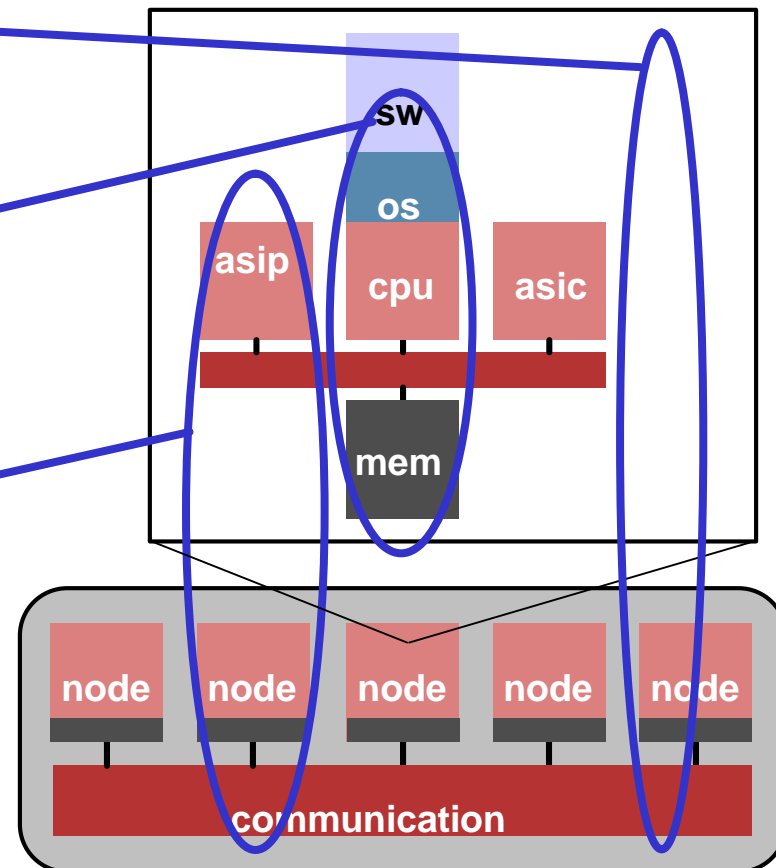 sw
os
asip
cpu
asic
mem
node node node node node
communication